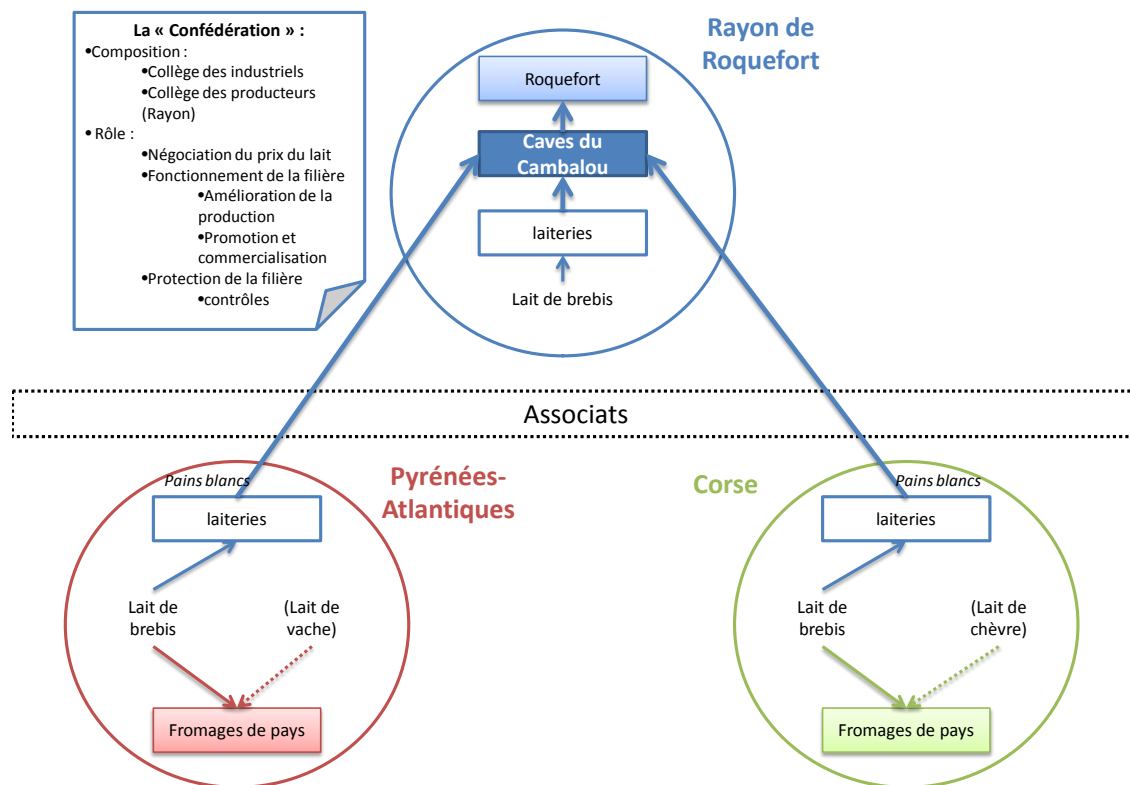 La « Confédération » :
•Composition :
•Collège des industriels
•Collège des producteurs
(Rayon)
• Rôle :
•Négociation du prix du lait
•Fonctionnement de la filière
•Amélioration de la
production
•Promotion et
commercialisation
•Protection de la filière
•contrôles
Rayon de
Roquefort
Roquefort
Caves du
Cambalou
laiteries
Lait de brebis
Associats
Pains blancs
Pyrénées-
Atlantiques
laiteries
Lait de
brebis
(Lait de
vache)
Fromages de pays
Corse
Pains blancs
laiteries
Lait de
brebis
(Lait de
chèvre)
Fromages de pays